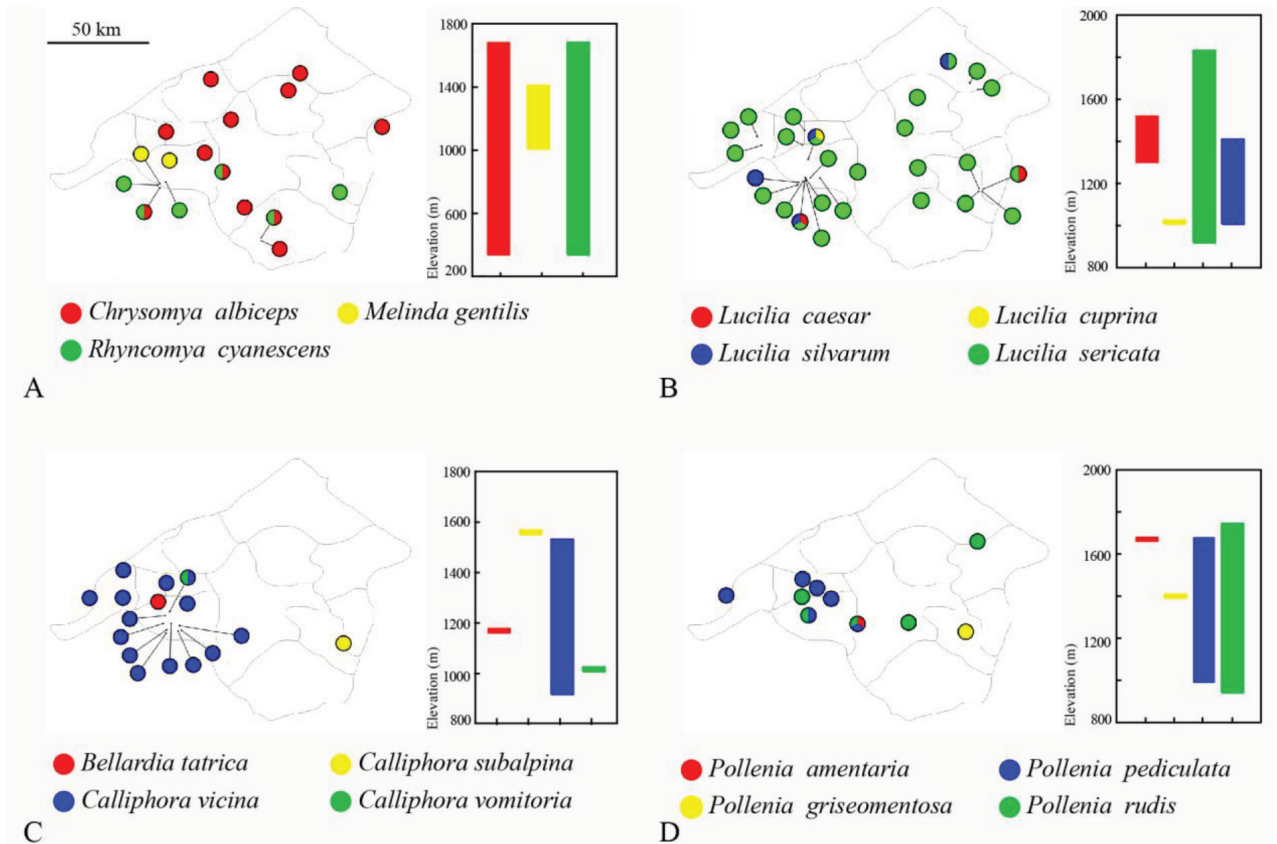 50 km
1800
1400
1000
600
200
Elevation (m)
Chrysomya albiceps
Melinda gentilis
Rhyncomya cyanescens
A
2000
1600
1200
800
Elevation (m)
Lucilia caesar
Lucilia cuprina
Lucilia silvarum
Lucilia sericata
B
1800
1600
1400
1200
1000
800
Elevation (m)
Bellardia tatrica
Calliphora subalpina
Calliphora vicina
Calliphora vomitoria
C
2000
1600
1200
800
Elevation (m)
Pollenia amentaria
Pollenia pediculata
Pollenia griseomentosa
Pollenia rudis
D